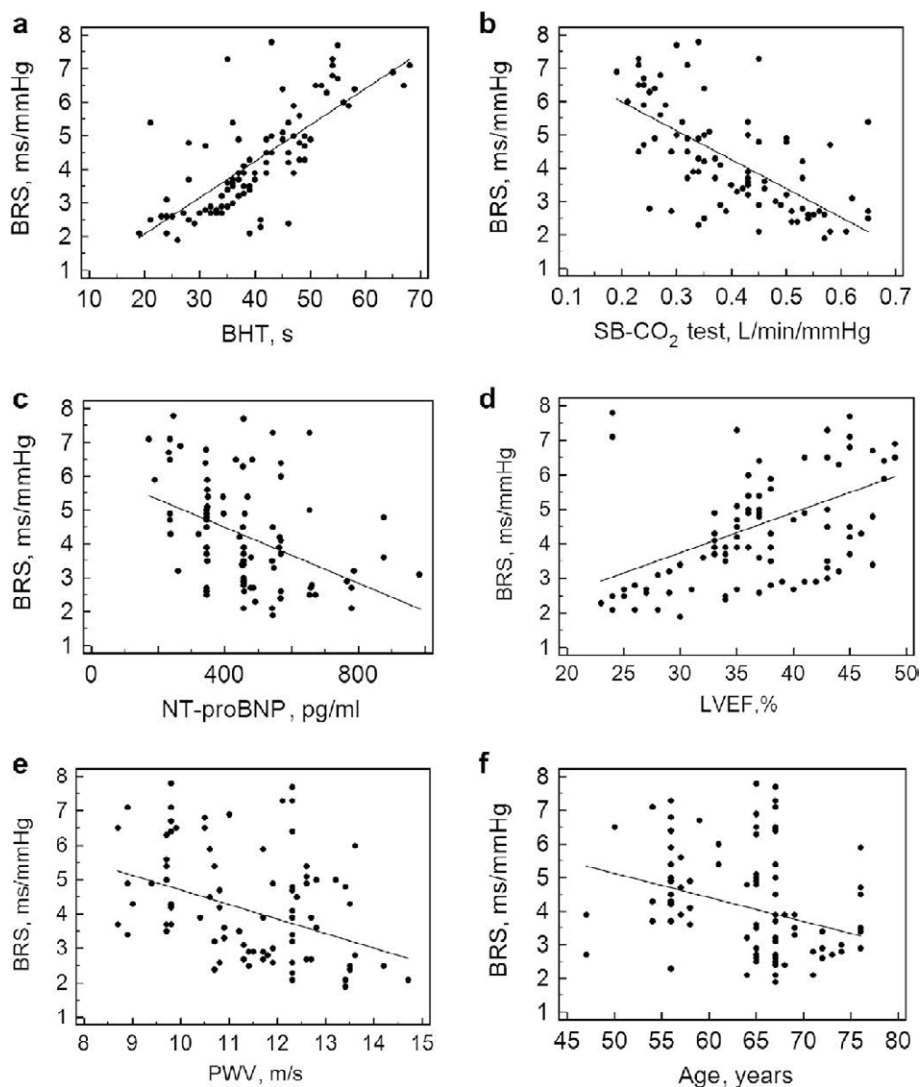 a
8
7
6
5
4
3
2
1
BRS, ms/mmHg
10 20 30 40 50 60 70
BHT, s
b
8
7
6
5
4
3
2
1
BRS, ms/mmHg
0.1 0.2 0.3 0.4 0.5 0.6 0.7
SB-CO₂ test, L/min/mmHg
c
8
7
6
5
4
3
2
1
BRS, ms/mmHg
0 200 400 600 800
NT-proBNP, pg/ml
d
8
7
6
5
4
3
2
1
BRS, ms/mmHg
20 25 30 35 40 45 50
LVEF,%
e
8
7
6
5
4
3
2
1
BRS, ms/mmHg
8 9 10 11 12 13 14 15
PWV, m/s
f
8
7
6
5
4
3
2
1
BRS, ms/mmHg
45 50 55 60 65 70 75 80
Age, years